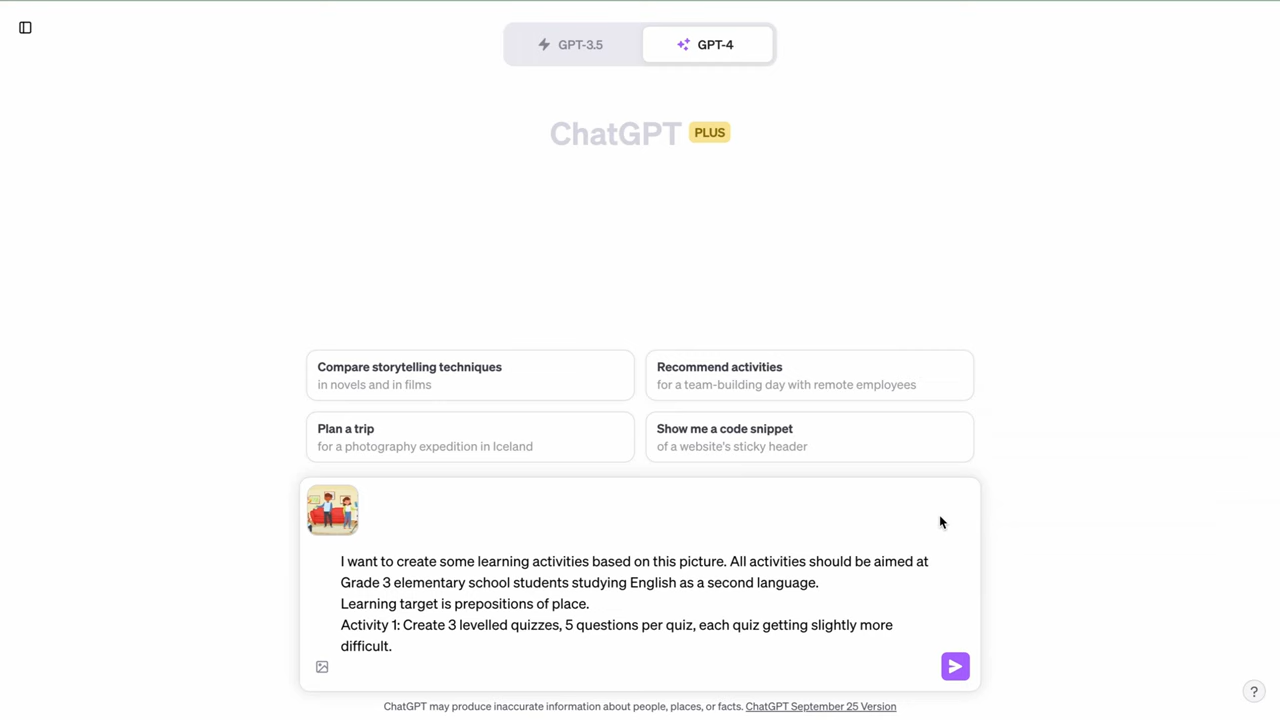 GPT-3.5
GPT-4
ChatGPT PLUS
Compare storytelling techniques
in novels and in films
Recommend activities
for a team-building day with remote employees
Plan a trip
for a photography expedition in Iceland
Show me a code snippet
of a website's sticky header
I want to create some learning activities based on this picture. All activities should be aimed at
Grade 3 elementary school students studying English as a second language.
Learning target is prepositions of place.
Activity 1: Create 3 levelled quizzes, 5 questions per quiz, each quiz getting slightly more
difficult.
ChatGPT may produce inaccurate information about people, places, or facts. ChatGPT September 25 Version
?